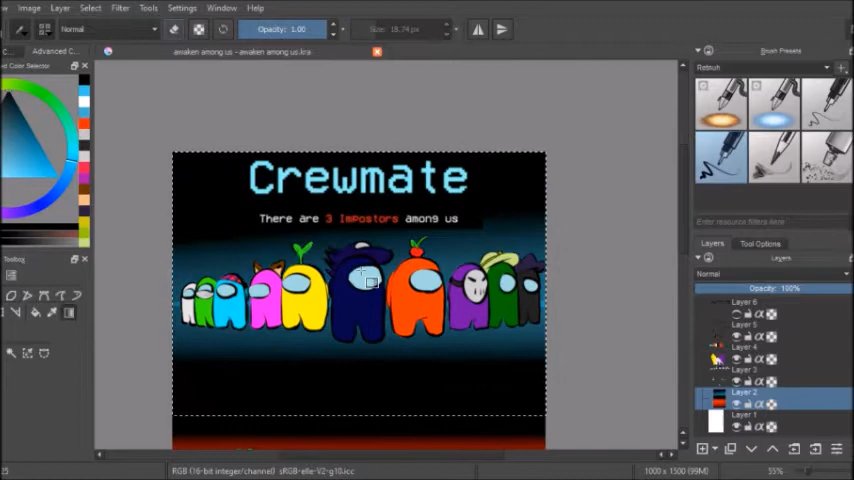 Image Layer Select Filter Tools Settings Window Help
Normal Opacity: 1.00 Size: 18.74 px
Advanced C... awaken among us - awaken among us.kra Brush Presets
ed Color Selector
Retouch
Crewmate
There are 3 Impostors among us
Enter resource filters here
Layers Tool Options
Layers
Normal
Opacity: 100%
Layer 6
Layer 5
Layer 4
Layer 3
Layer 2
Layer 1
RGB (16-bit integer/channel) sRGB-elle-V2-g10.icc 1000 x 1500 (99M) 55%